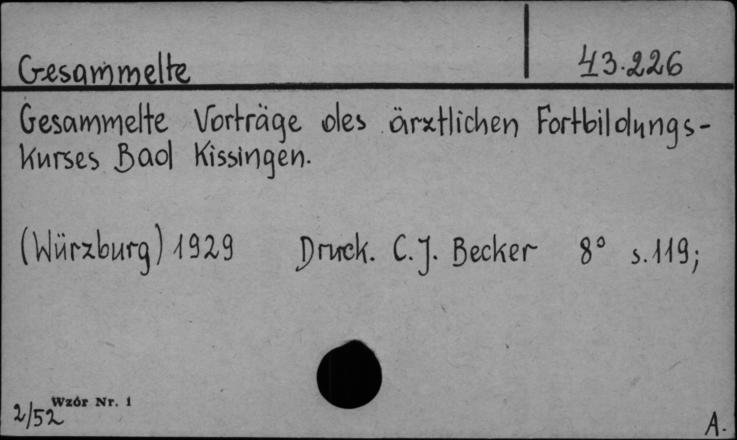 Gesammelte 43.226
Gesammelte Vorträge des ärztlichen Fortbildungs-
kurses Bad Kissingen.
(Würzburg) 1929 Druck. C.J. Becker 8° s.119;
Wzór Nr. 1
2/52
A.